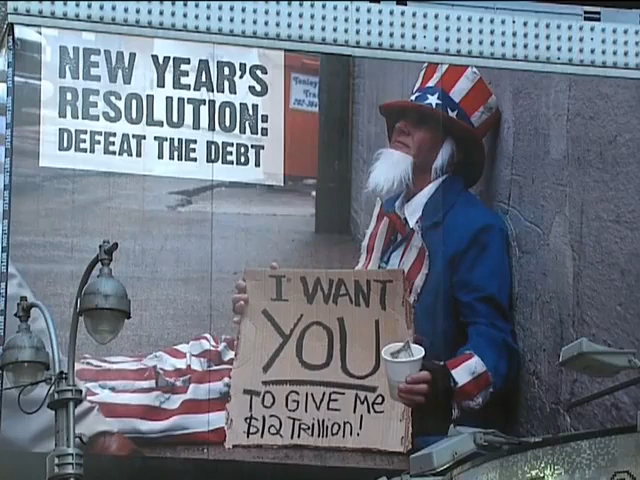 NEW YEAR'S
RESOLUTION:
DEFEAT THE DEBT
I WANT
YOU
TO GIVE ME
$12 TRILLION!